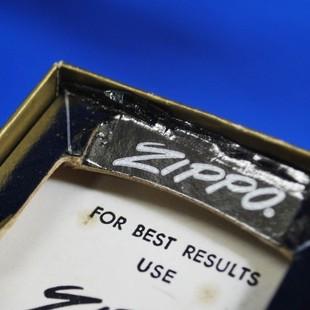 ZIPPO.
FOR BEST RESULTS
USE